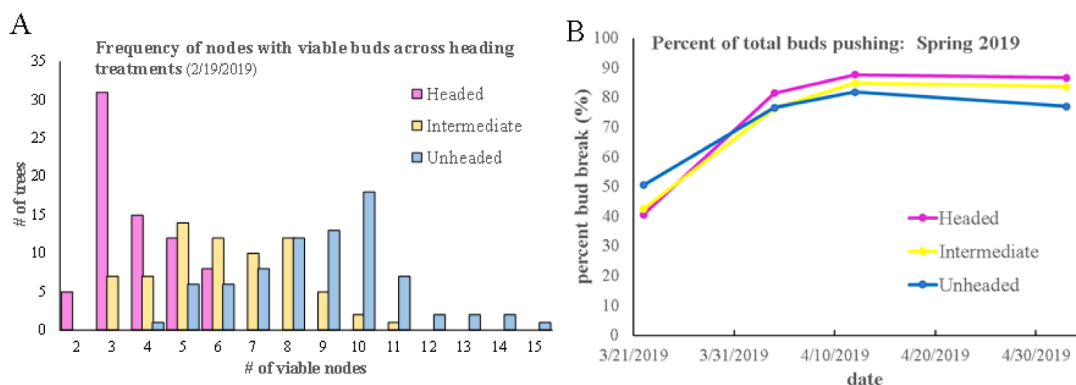 A
Frequency of nodes with viable buds across heading
treatments (2/19/2019)
35
30
25
20
15
10
5
0
# of trees
Headed
Intermediate
Unheaded
2 3 4 5 6 7 8 9 10 11 12 13 14 15
# of viable nodes
B
Percent of total buds pushing: Spring 2019
100
90
80
70
60
50
40
30
20
10
0
percent bud break (%)
Headed
Intermediate
Unheaded
3/21/2019 3/31/2019 4/10/2019 4/20/2019 4/30/2019
date